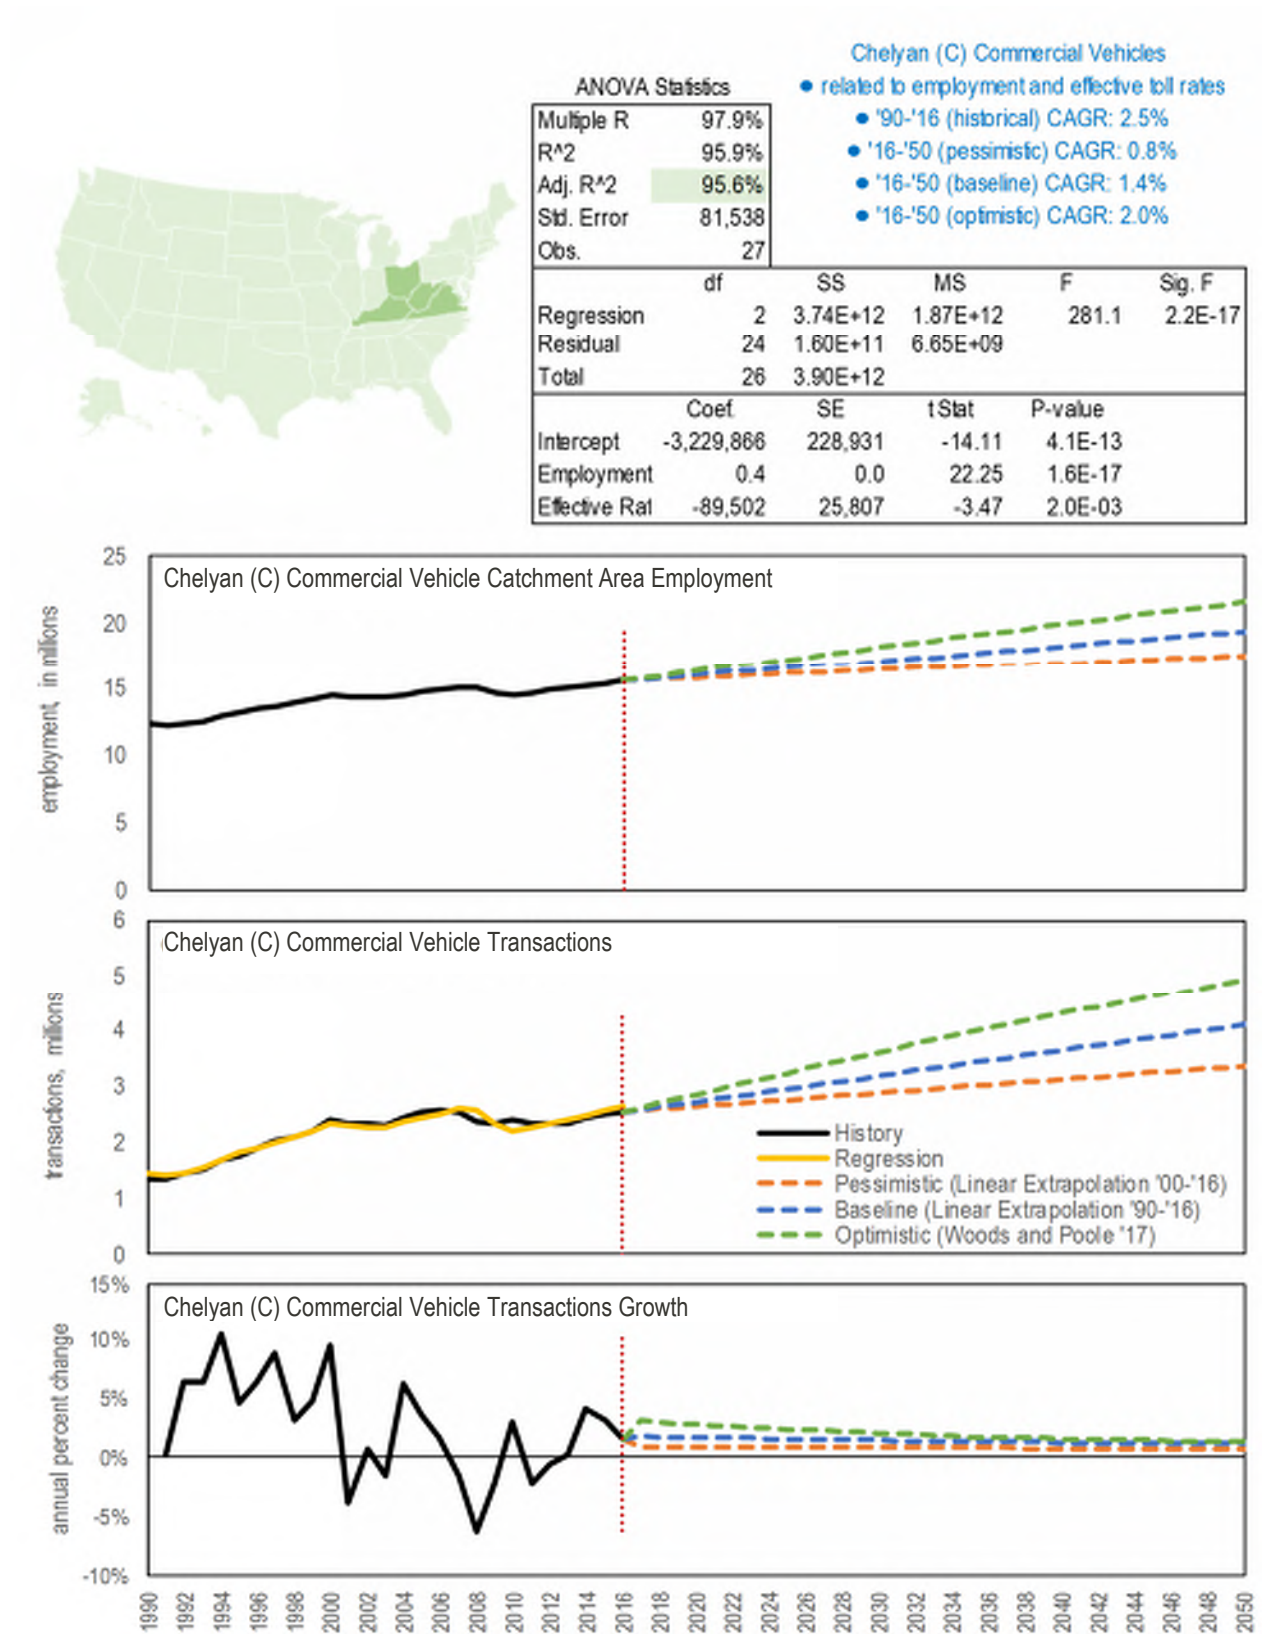 Chelyan (C) Commercial Vehicles
● related to employment and effective toll rates
● '90-'16 (historical) CAGR: 2.5%
● '16-'50 (pessimistic) CAGR: 0.8%
● '16-'50 (baseline) CAGR: 1.4%
● '16-'50 (optimistic) CAGR: 2.0%
ANOVA Statistics
Multiple R 97.9%
R^2 95.9%
Adj. R^2 95.6%
Std. Error 81,538
Obs. 27
df SS MS F Sig. F
Regression 2 3.74E+12 1.87E+12 281.1 2.2E-17
Residual 24 1.60E+11 6.65E+09
Total 26 3.90E+12
Coef. SE t Stat P-value
Intercept -3,229,866 228,931 -14.11 4.1E-13
Employment 0.4 0.0 22.25 1.6E-17
Effective Rat -89,502 25,807 -3.47 2.0E-03
Chelyan (C) Commercial Vehicle Catchment Area Employment
employment, in millions
25
20
15
10
5
0
Chelyan (C) Commercial Vehicle Transactions
transactions, millions
6
5
4
3
2
1
0
History
Regression
Pessimistic (Linear Extrapolation '00-'16)
Baseline (Linear Extrapolation '90-'16)
Optimistic (Woods and Poole '17)
Chelyan (C) Commercial Vehicle Transactions Growth
annual percent change
15%
10%
5%
0%
-5%
-10%
1990 1992 1994 1996 1998 2000 2002 2004 2006 2008 2010 2012 2014 2016 2018 2020 2022 2024 2026 2028 2030 2032 2034 2036 2038 2040 2042 2044 2046 2048 2050